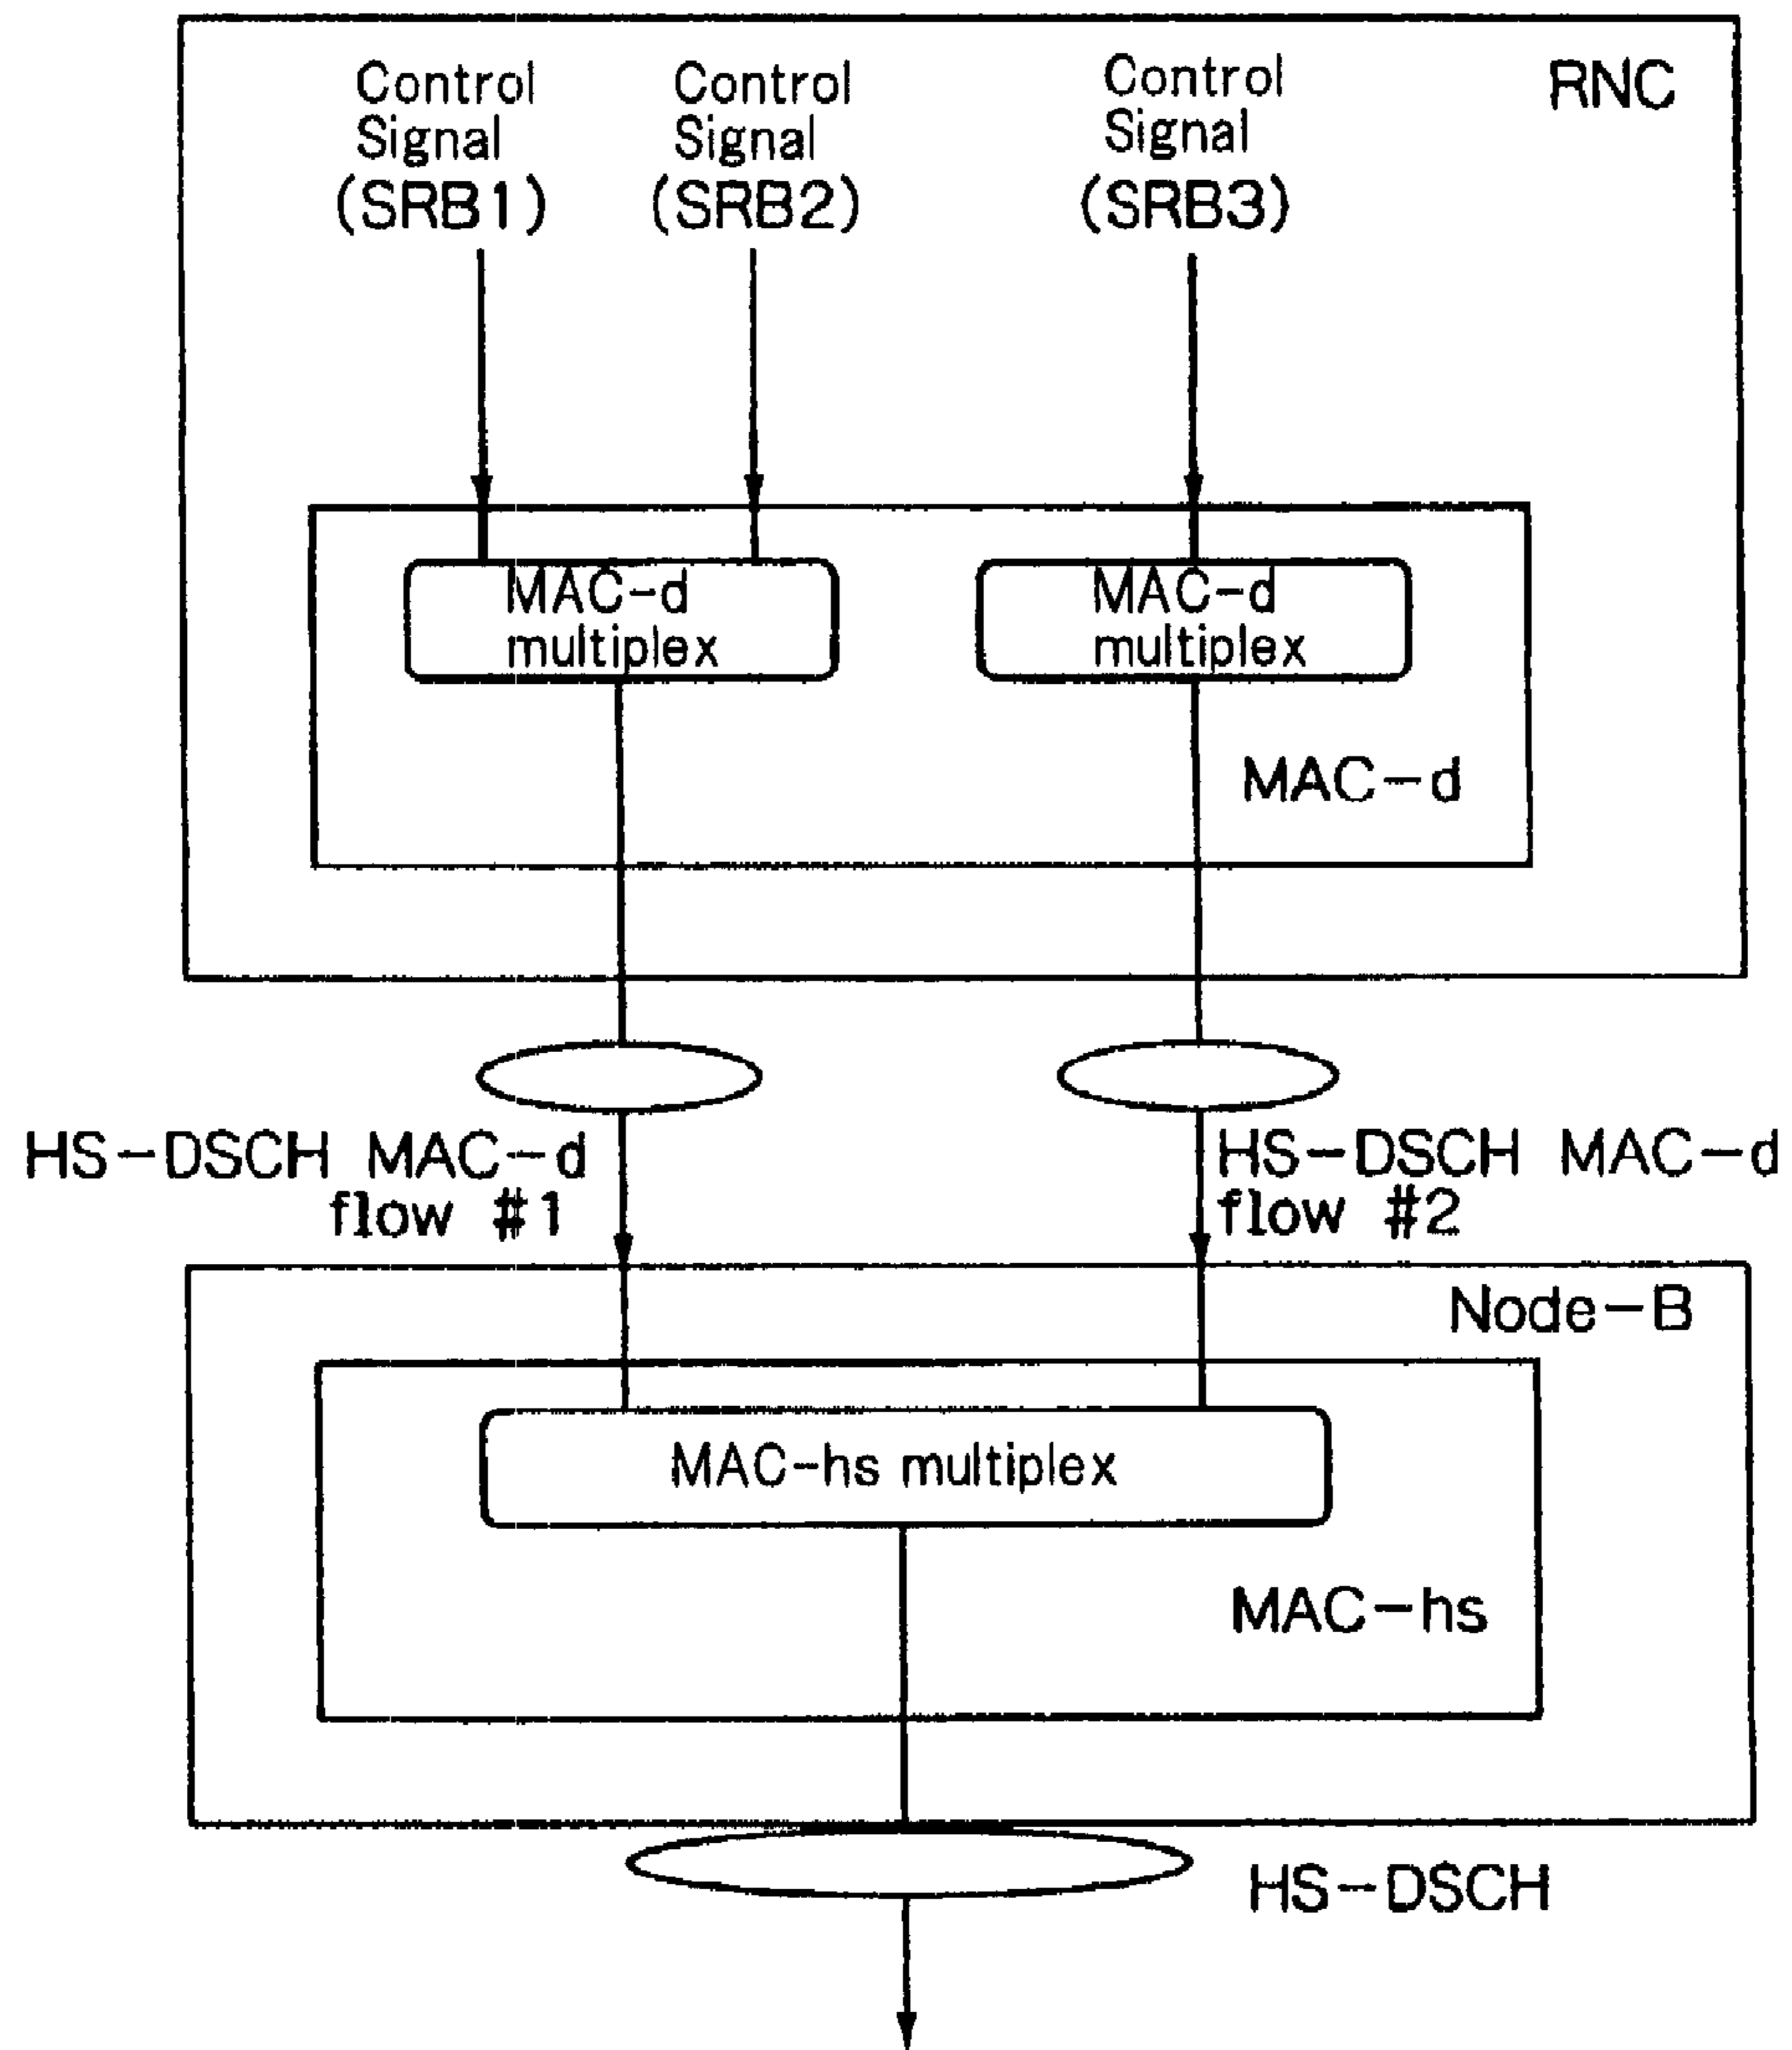 RNC
Control
Signal
(SRB1)
Control
Signal
(SRB2)
Control
Signal
(SRB3)
MAC-d
multiplex
MAC-d
multiplex
MAC-d
HS-DSCH MAC-d
flow #1
HS-DSCH MAC-d
flow #2
Node-B
MAC-hs multiplex
MAC-hs
HS-DSCH